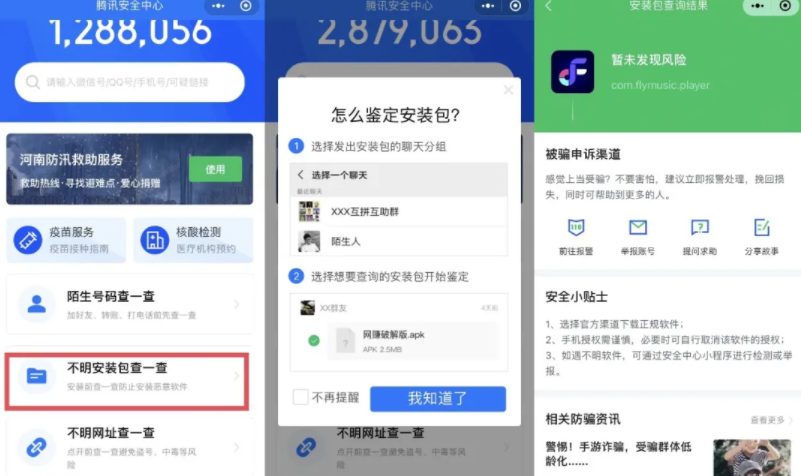 腾讯安全中心
1,288,056
请输入微信号/QQ号/手机号/可疑链接
河南防汛救助服务
救助热线·寻找避难点·爱心捐赠
使用
疫苗服务
疫苗接种指南
核酸检测
医疗机构预约
陌生号码查一查
加好友、转账、打电话前先查一查
不明安装包查一查
安装前查一查防止安装恶意软件
不明网址查一查
点开前查一查避免盗号、中毒等风
险
腾讯安全中心
2,879,063
怎么鉴定安装包?
1 选择发出安装包的聊天分组
选择一个聊天
最近聊天
XXX互拼互助群
陌生人
2 选择想要查询的安装包开始鉴定
XX群友
4天前
网赚破解版.apk
APK 2.5MB
不再提醒
我知道了
点开前查一查避免盗号、中毒等风
险
安装包查询结果
暂未发现风险
com.flymusic.player
被骗申诉渠道
感觉上当受骗？不要害怕，建议立即报警处理，挽回损
失，同时可帮助到更多的人。
110
前往报警
举报账号
提问求助
分享故事
安全小贴士
1、选择官方渠道下载正规软件；
2、手机授权需谨慎，必要时可自行取消该软件的授权；
3、如遇不明软件，可通过安全中心小程序进行检测或举
报。
相关防骗资讯
查看更多
警惕！手游诈骗，受骗群体低
龄化......